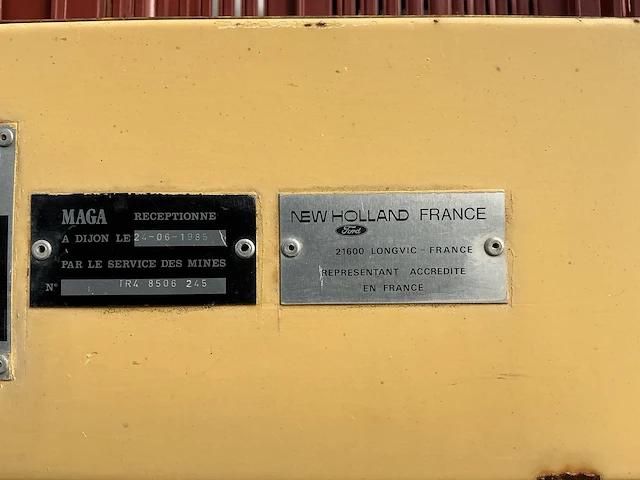 MAGA RECEPTIONNE
A DIJON LE 24-06-1985
PAR LE SERVICE DES MINES
N° TR4 8506 245
NEW HOLLAND FRANCE
Ford
21600 LONGVIC - FRANCE
REPRESENTANT ACCREDITE
EN FRANCE